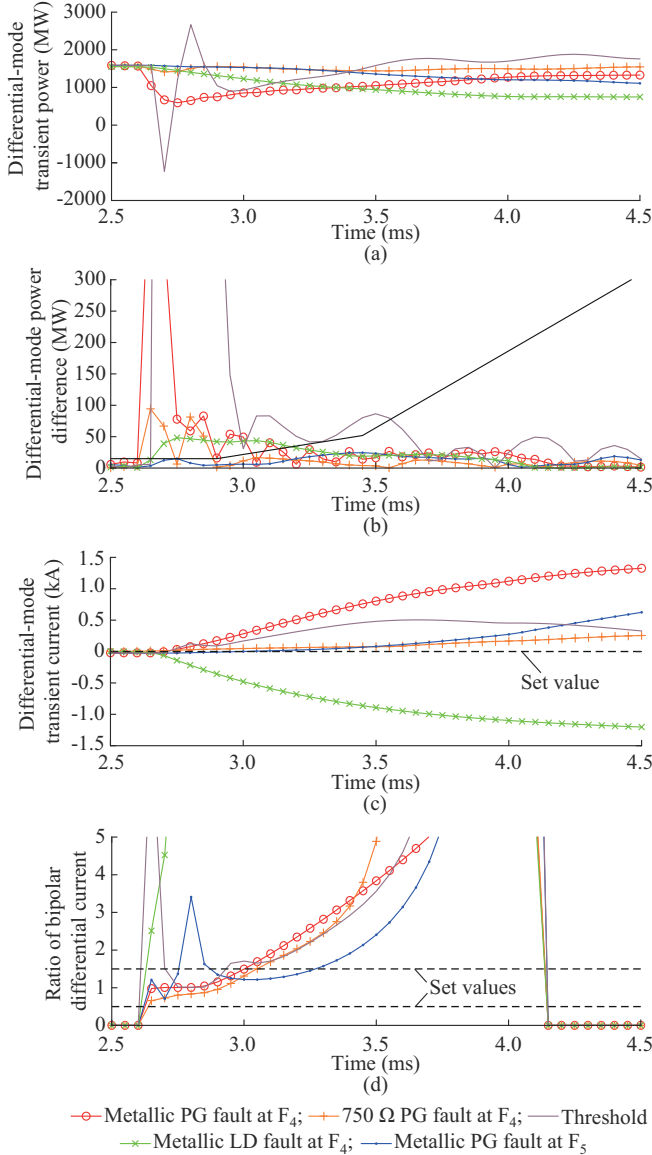 Differential-mode
transient power (MW)
3000
2000
1000
0
-1000
-2000
2.5 3.0 3.5 4.0 4.5
Time (ms)
(a)
Differential-mode power
difference (MW)
300
250
200
150
100
50
0
2.5 3.0 3.5 4.0 4.5
Time (ms)
(b)
Differential-mode
transient current (kA)
1.5
1.0
0.5
0
-0.5
-1.0
-1.5
Set value
2.5 3.0 3.5 4.0 4.5
Time (ms)
(c)
Ratio of bipolar
differential current
5
4
3
2
1
0
Set values
2.5 3.0 3.5 4.0 4.5
Time (ms)
(d)
Metallic PG fault at F4; 750 Ω PG fault at F4; Threshold
Metallic LD fault at F4; Metallic PG fault at F5